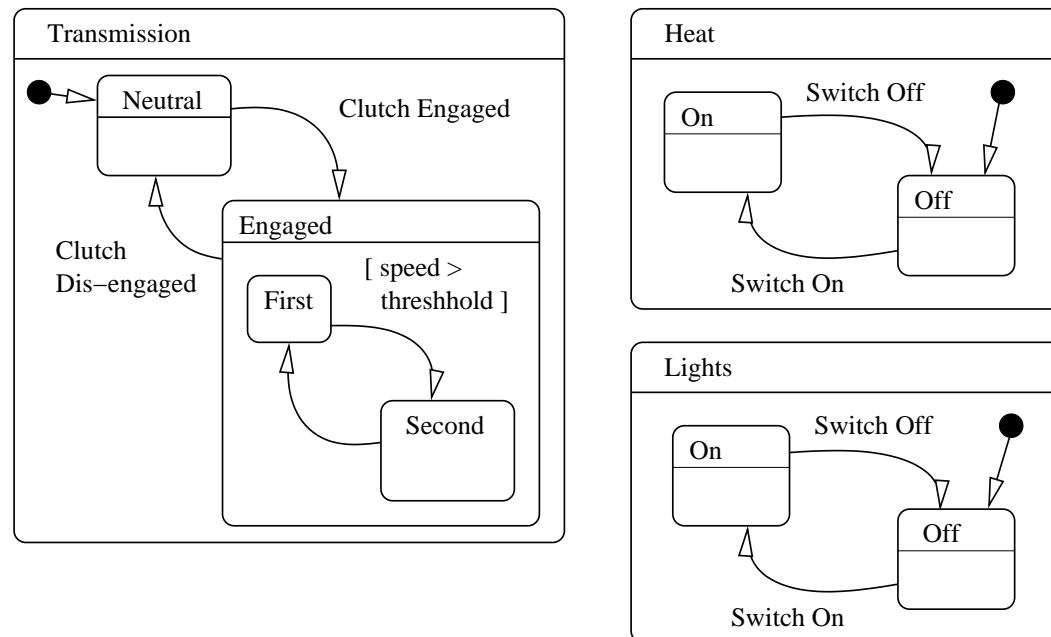 Transmission
Neutral
Clutch Engaged
Clutch
Dis−engaged
Engaged
[ speed >
threshhold ]
First
Second
Heat
Switch Off
On
Off
Switch On
Lights
Switch Off
On
Off
Switch On